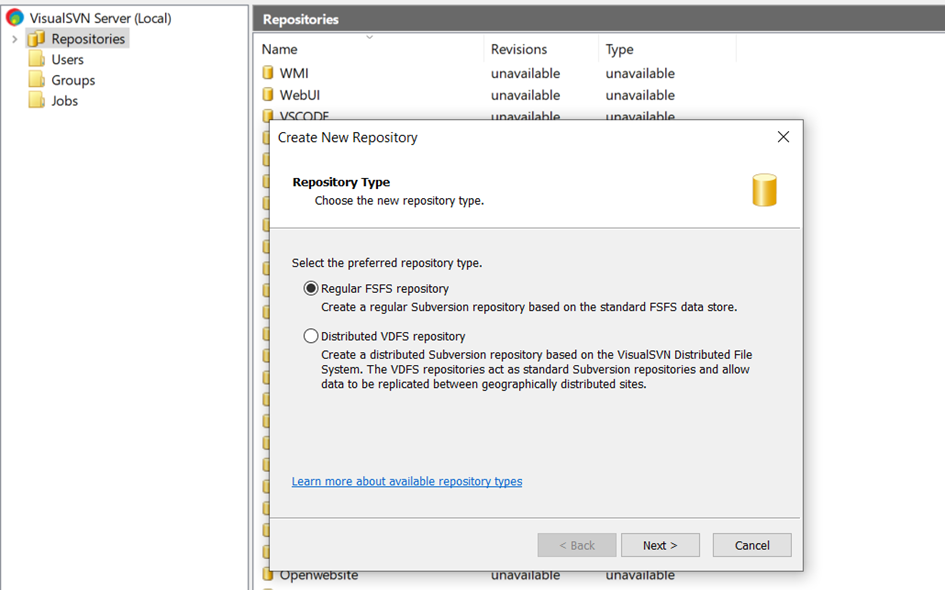 VisualSVN Server (Local)
Repositories
Users
Groups
Jobs
Repositories
Name Revisions Type
WMI unavailable unavailable
WebUI unavailable unavailable
VSCODE unavailable unavailable
Create New Repository
Repository Type
Choose the new repository type.
Select the preferred repository type.
Regular FSFS repository
Create a regular Subversion repository based on the standard FSFS data store.
Distributed VDFS repository
Create a distributed Subversion repository based on the VisualSVN Distributed File
System. The VDFS repositories act as standard Subversion repositories and allow
data to be replicated between geographically distributed sites.
Learn more about available repository types
< Back Next > Cancel
Openwebsite unavailable unavailable